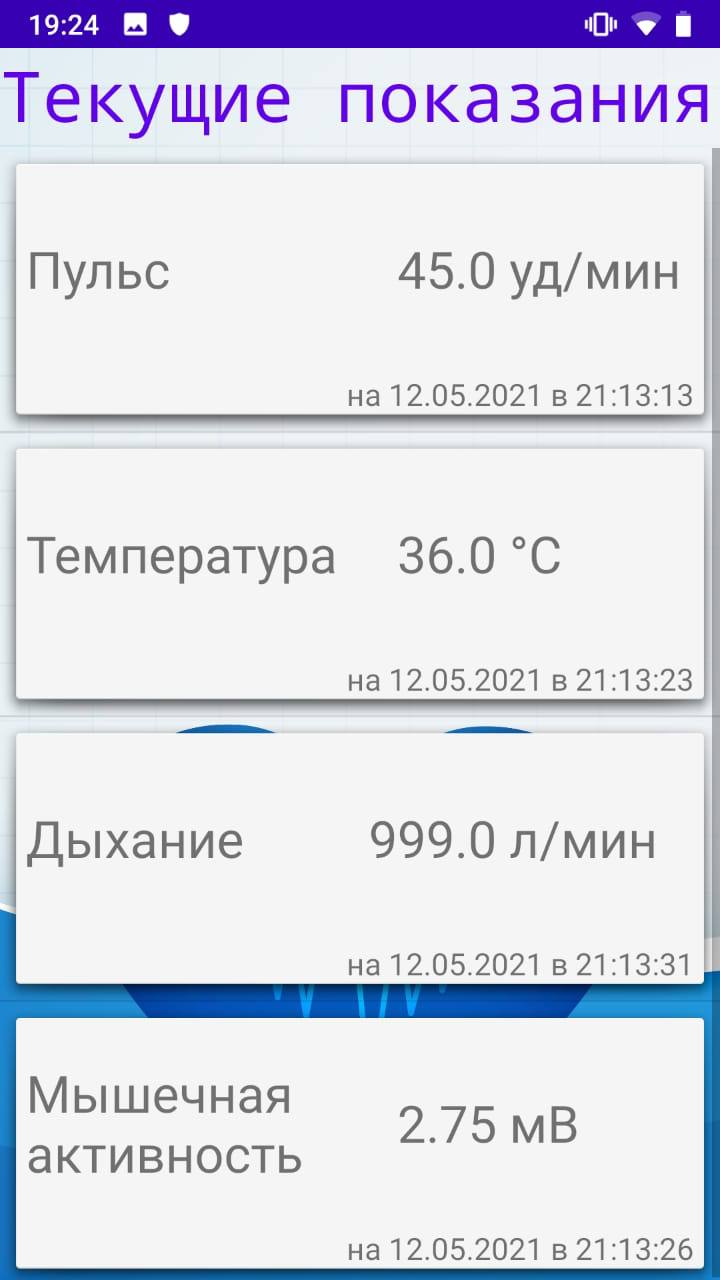 19:24
Текущие показания
Пульс 45.0 уд/мин
на 12.05.2021 в 21:13:13
Температура 36.0 °C
на 12.05.2021 в 21:13:23
Дыхание 999.0 л/мин
на 12.05.2021 в 21:13:31
Мышечная
активность 2.75 мВ
на 12.05.2021 в 21:13:26